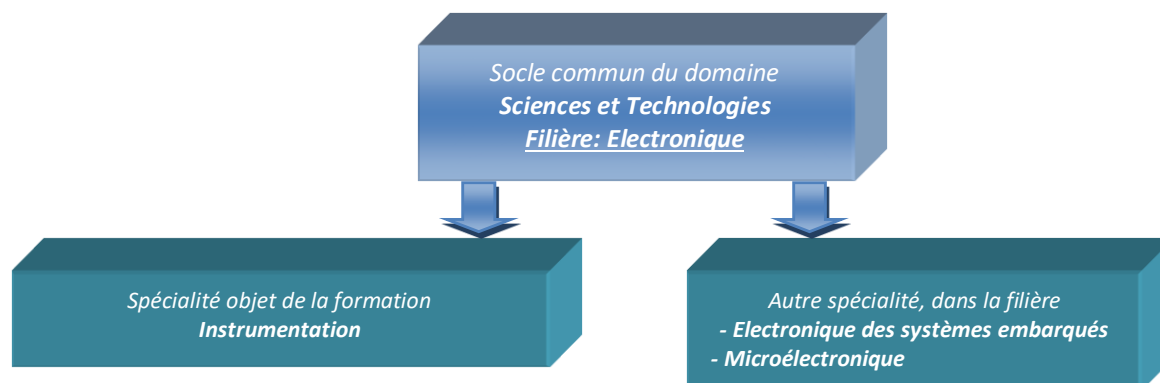 Socle commun du domaine
Sciences et Technologies
Filière: Electronique
Spécialité objet de la formation
Instrumentation
Autre spécialité, dans la filière
- Electronique des systèmes embarqués
- Microélectronique